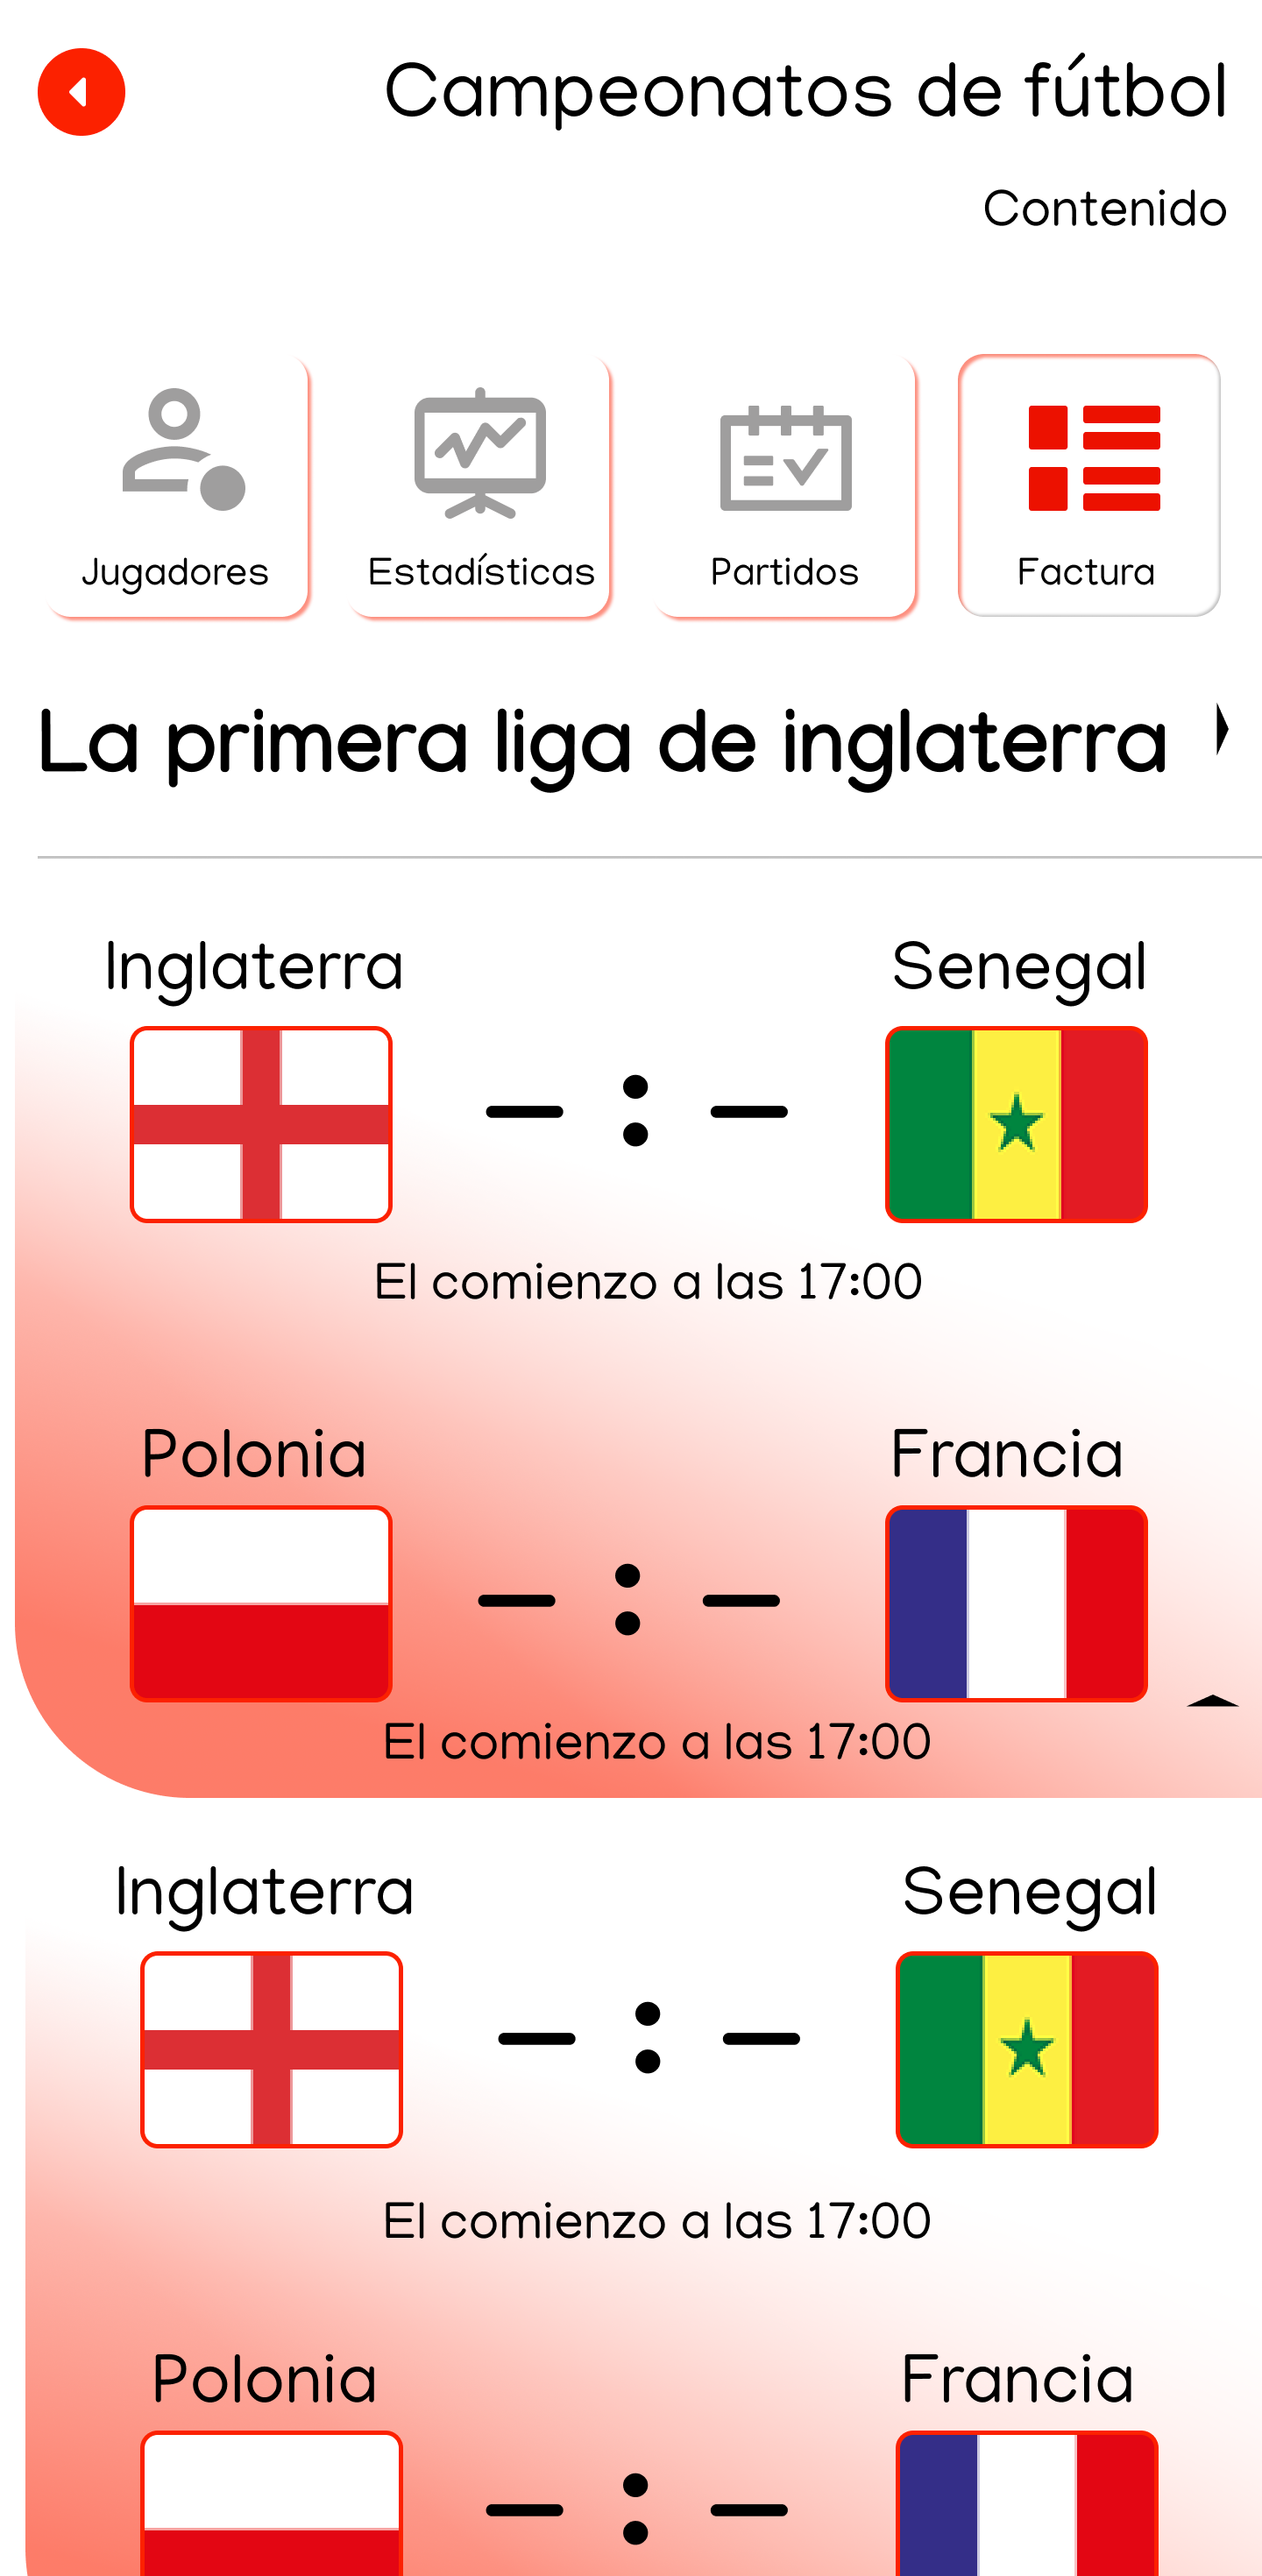 Campeonatos de fútbol
Contenido
Jugadores
Estadísticas
Partidos
Factura
La primera liga de inglaterra
Inglaterra
Senegal
– : –
El comienzo a las 17:00
Polonia
Francia
– : –
El comienzo a las 17:00
Inglaterra
Senegal
– : –
El comienzo a las 17:00
Polonia
Francia
– : –